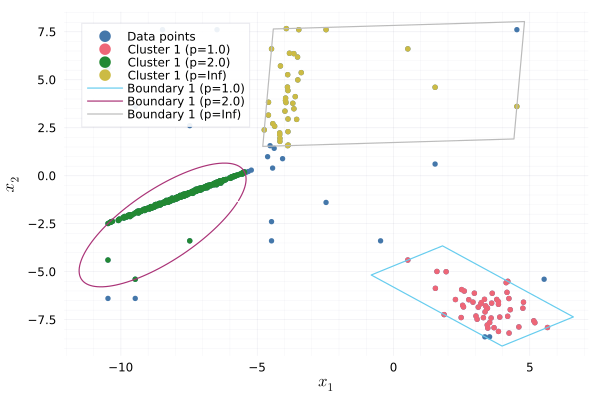 Data points
Cluster 1 (p=1.0)
Cluster 1 (p=2.0)
Cluster 1 (p=Inf)
Boundary 1 (p=1.0)
Boundary 1 (p=2.0)
Boundary 1 (p=Inf)
7.5
5.0
2.5
0.0
−2.5
−5.0
−7.5
x₂
−10 −5 0 5
x₁